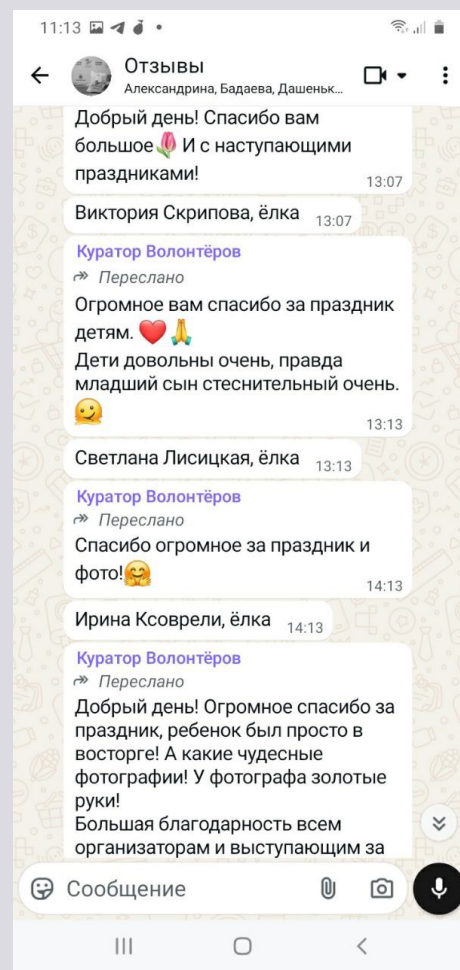 11:13
Отзывы
Александрина, Бадаева, Дашеньк...
Добрый день! Спасибо вам
большое🌷 И с наступающими
праздниками!
13:07
Виктория Скрипова, ёлка 13:07
Куратор Волонтёров
Переслано
Огромное вам спасибо за праздник
детям. ❤️🙏
Дети довольны очень, правда
младший сын стеснительный очень.
🫠
13:13
Светлана Лисицкая, ёлка 13:13
Куратор Волонтёров
Переслано
Спасибо огромное за праздник и
фото!🤗
14:13
Ирина Ксоврели, ёлка 14:13
Куратор Волонтёров
Переслано
Добрый день! Огромное спасибо за
праздник, ребенок был просто в
восторге! А какие чудесные
фотографии! У фотографа золотые
руки!
Большая благодарность всем
организаторам и выступающим за
Сообщение